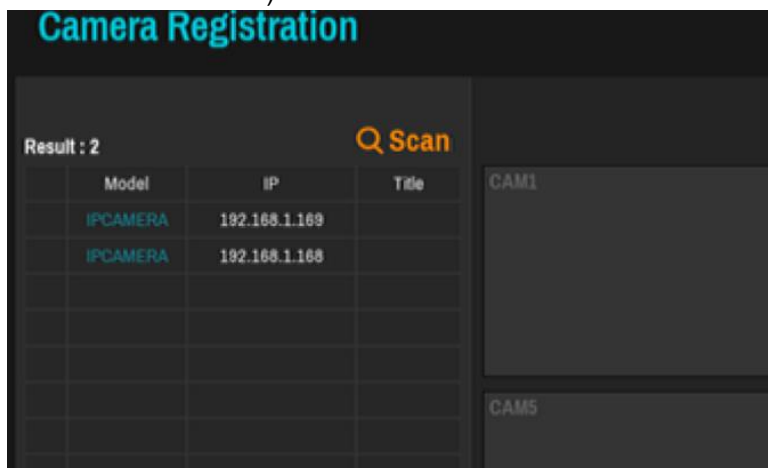 Camera Registration
Result : 2
Scan
Model IP Title
IPCAMERA 192.168.1.169
IPCAMERA 192.168.1.168
CAM1
CAM5